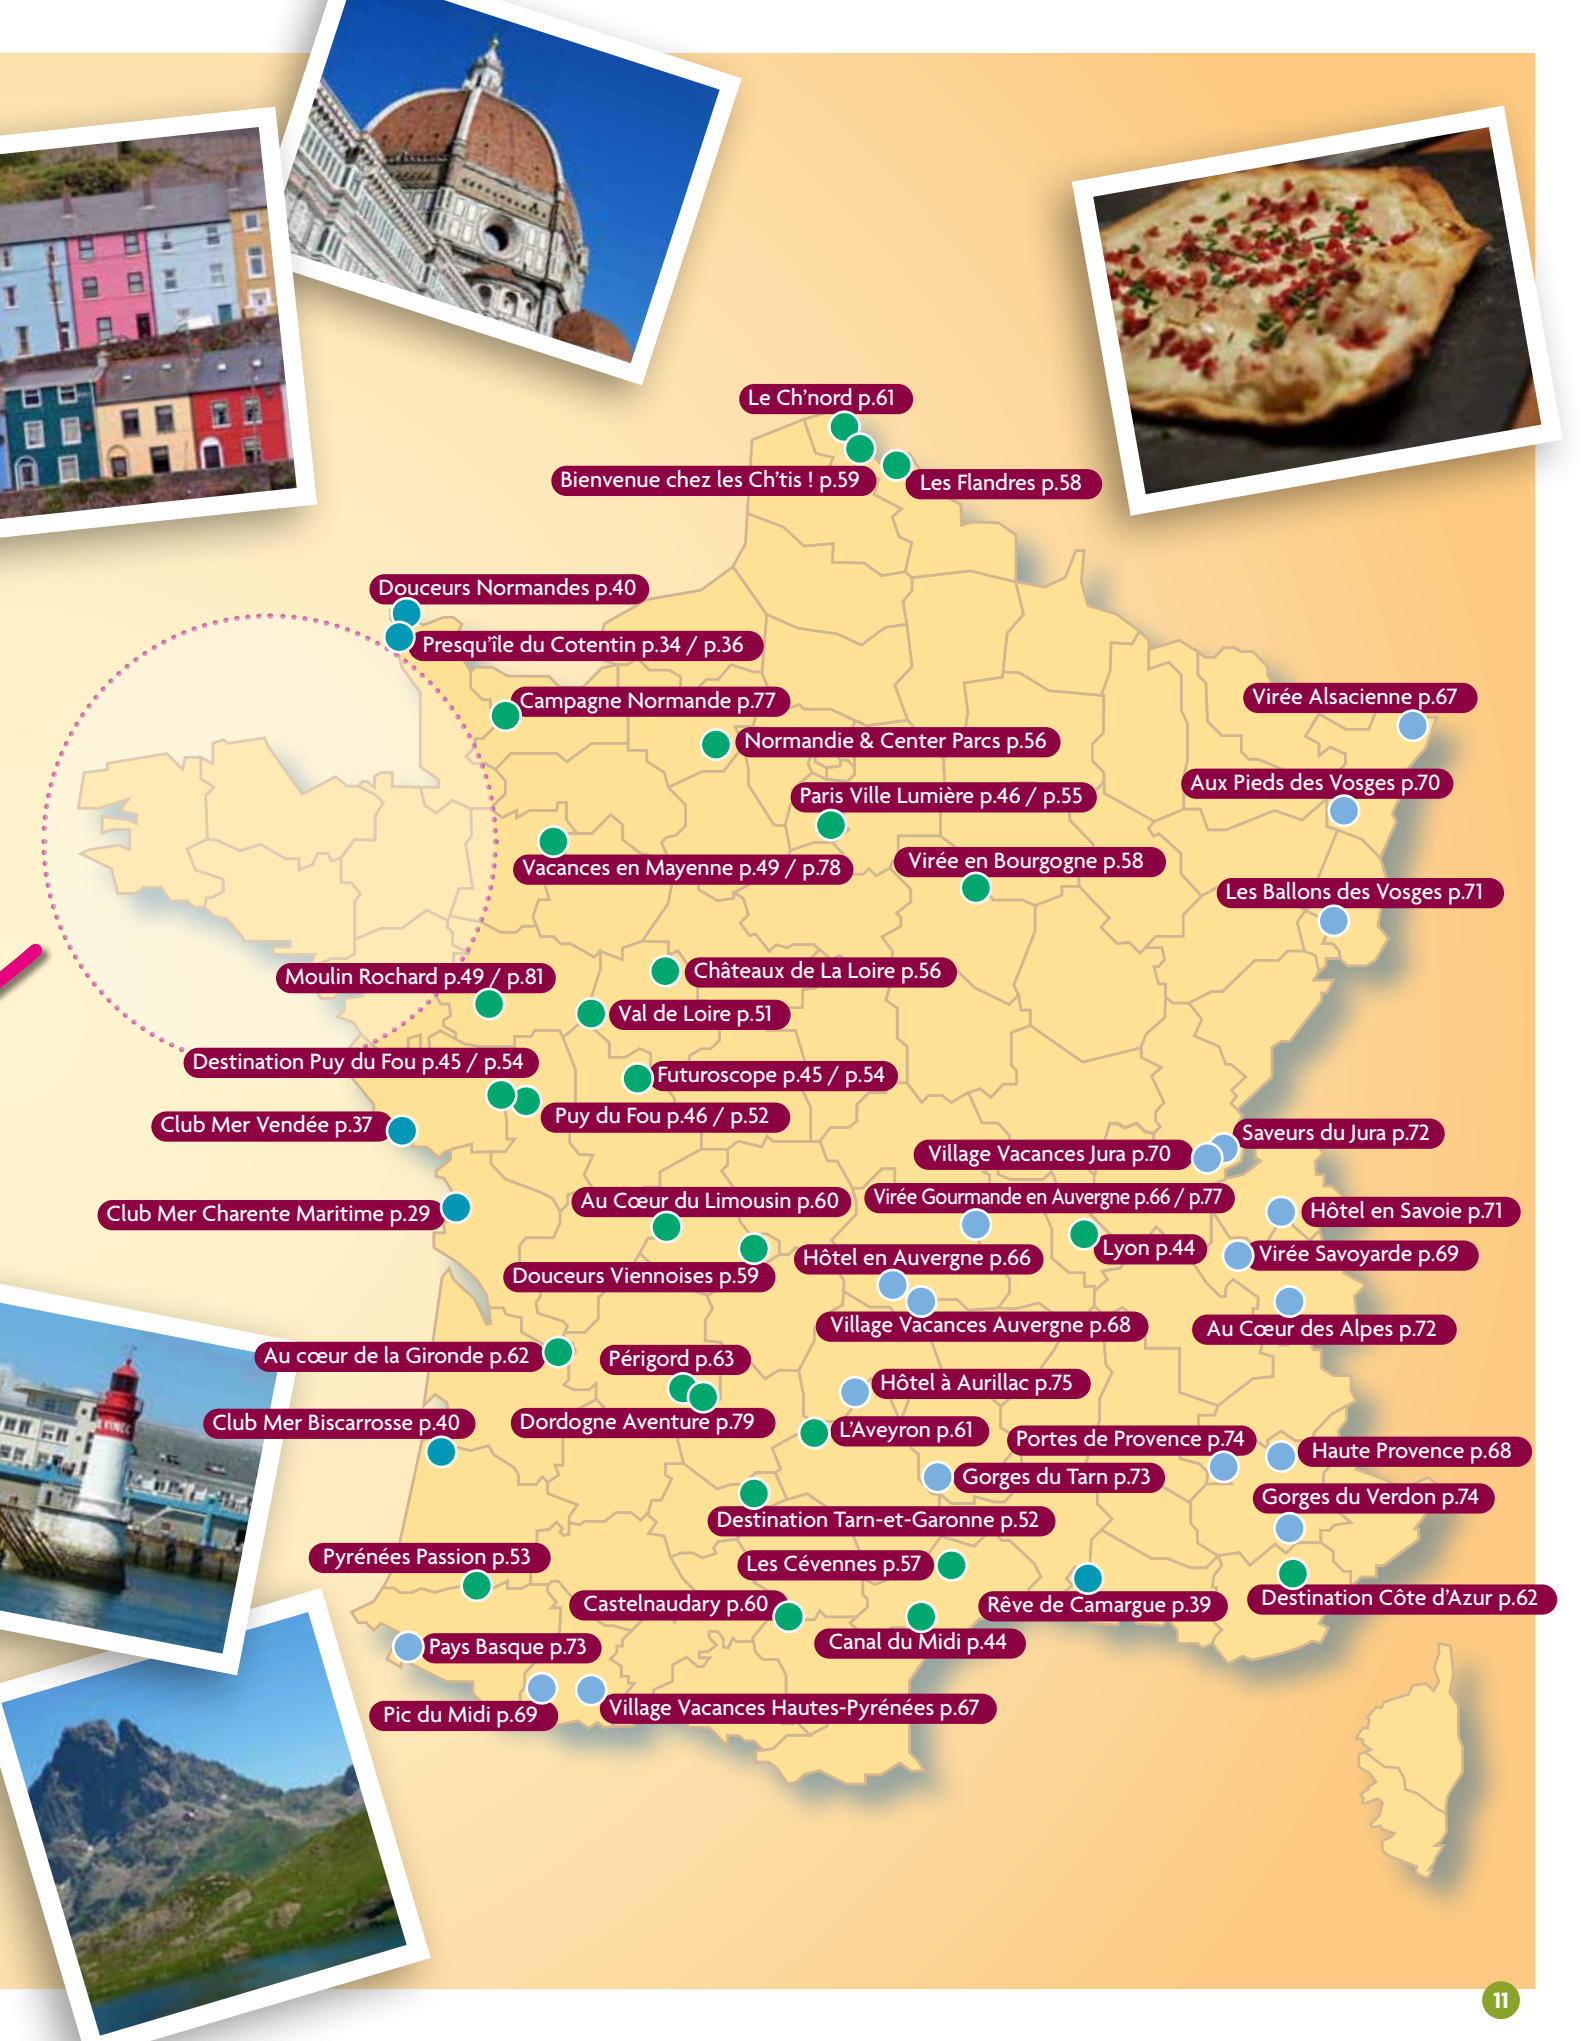 Le Ch'nord p.61
Bienvenue chez les Ch'tis ! p.59
Les Flandres p.58
Douceurs Normandes p.40
Presqu'île du Cotentin p.34 / p.36
Campagne Normande p.77
Virée Alsacienne p.67
Normandie & Center Parcs p.56
Aux Pieds des Vosges p.70
Paris Ville Lumière p.46 / p.55
Vacances en Mayenne p.49 / p.78
Virée en Bourgogne p.58
Les Ballons des Vosges p.71
Moulin Rochard p.49 / p.81
Châteaux de La Loire p.56
Val de Loire p.51
Destination Puy du Fou p.45 / p.54
Futuroscope p.45 / p.54
Puy du Fou p.46 / p.52
Club Mer Vendée p.37
Saveurs du Jura p.72
Village Vacances Jura p.70
Au Cœur du Limousin p.60
Virée Gourmande en Auvergne p.66 / p.77
Club Mer Charente Maritime p.29
Hôtel en Savoie p.71
Lyon p.44
Virée Savoyarde p.69
Hôtel en Auvergne p.66
Douceurs Viennoises p.59
Village Vacances Auvergne p.68
Au Cœur des Alpes p.72
Au cœur de la Gironde p.62
Périgord p.63
Hôtel à Aurillac p.75
Club Mer Biscarrosse p.40
Dordogne Aventure p.79
L'Aveyron p.61
Portes de Provence p.74
Haute Provence p.68
Gorges du Tarn p.73
Gorges du Verdon p.74
Destination Tarn-et-Garonne p.52
Pyrénées Passion p.53
Les Cévennes p.57
Castelnaudary p.60
Rêve de Camargue p.39
Destination Côte d'Azur p.62
Canal du Midi p.44
Pays Basque p.73
Pic du Midi p.69
Village Vacances Hautes-Pyrénées p.67
11